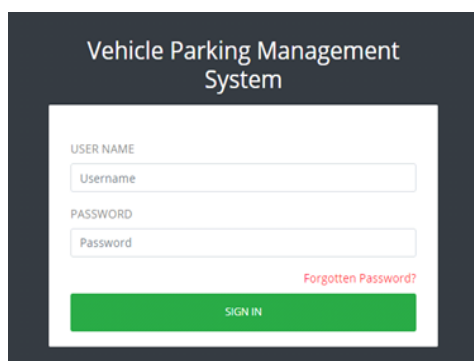 Vehicle Parking Management
System
USER NAME
Username
PASSWORD
Password
Forgotten Password?
SIGN IN